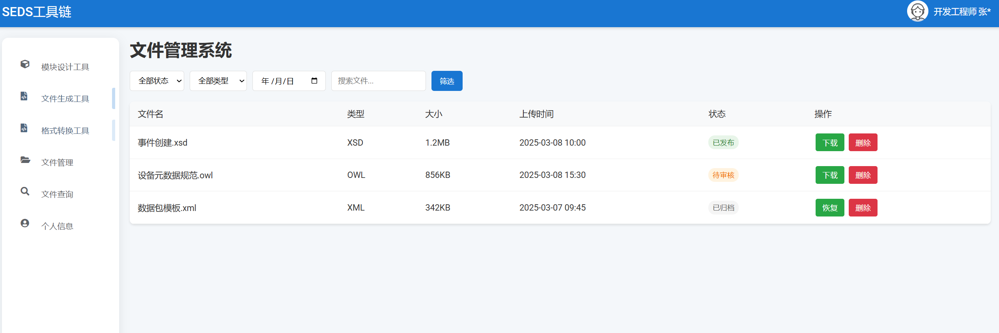 SEDS工具链
开发工程师 张*
模块设计工具
文件生成工具
格式转换工具
文件管理
文件查询
个人信息
文件管理系统
全部状态 全部类型 年 /月/日 搜索文件... 筛选
文件名 类型 大小 上传时间 状态 操作
事件创建.xsd XSD 1.2MB 2025-03-08 10:00 已发布 下载 删除
设备元数据规范.owl OWL 856KB 2025-03-08 15:30 待审核 下载 删除
数据包模板.xml XML 342KB 2025-03-07 09:45 已归档 恢复 删除